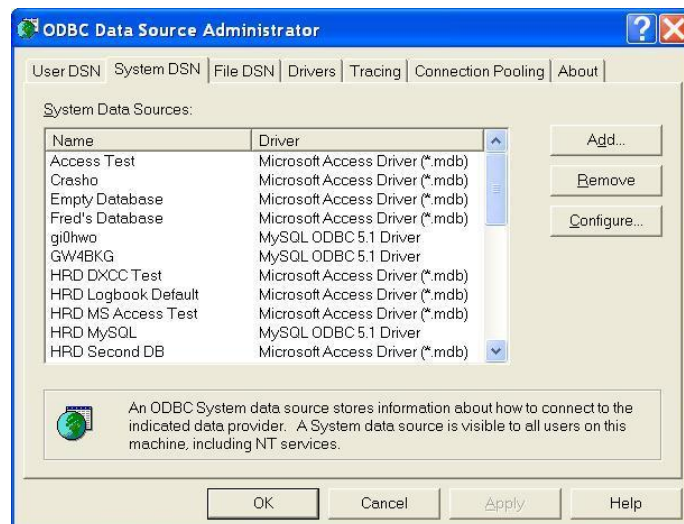 ODBC Data Source Administrator
User DSN System DSN File DSN Drivers Tracing Connection Pooling About
System Data Sources:
Name Driver
Access Test Microsoft Access Driver (*.mdb)
Crasho Microsoft Access Driver (*.mdb)
Empty Database Microsoft Access Driver (*.mdb)
Fred's Database Microsoft Access Driver (*.mdb)
gi0hwo MySQL ODBC 5.1 Driver
GW4BKG MySQL ODBC 5.1 Driver
HRD DXCC Test Microsoft Access Driver (*.mdb)
HRD Logbook Default Microsoft Access Driver (*.mdb)
HRD MS Access Test Microsoft Access Driver (*.mdb)
HRD MySQL MySQL ODBC 5.1 Driver
HRD Second DB Microsoft Access Driver (*.mdb)
Add...
Remove
Configure...
An ODBC System data source stores information about how to connect to the
indicated data provider. A System data source is visible to all users on this
machine, including NT services.
OK Cancel Apply Help